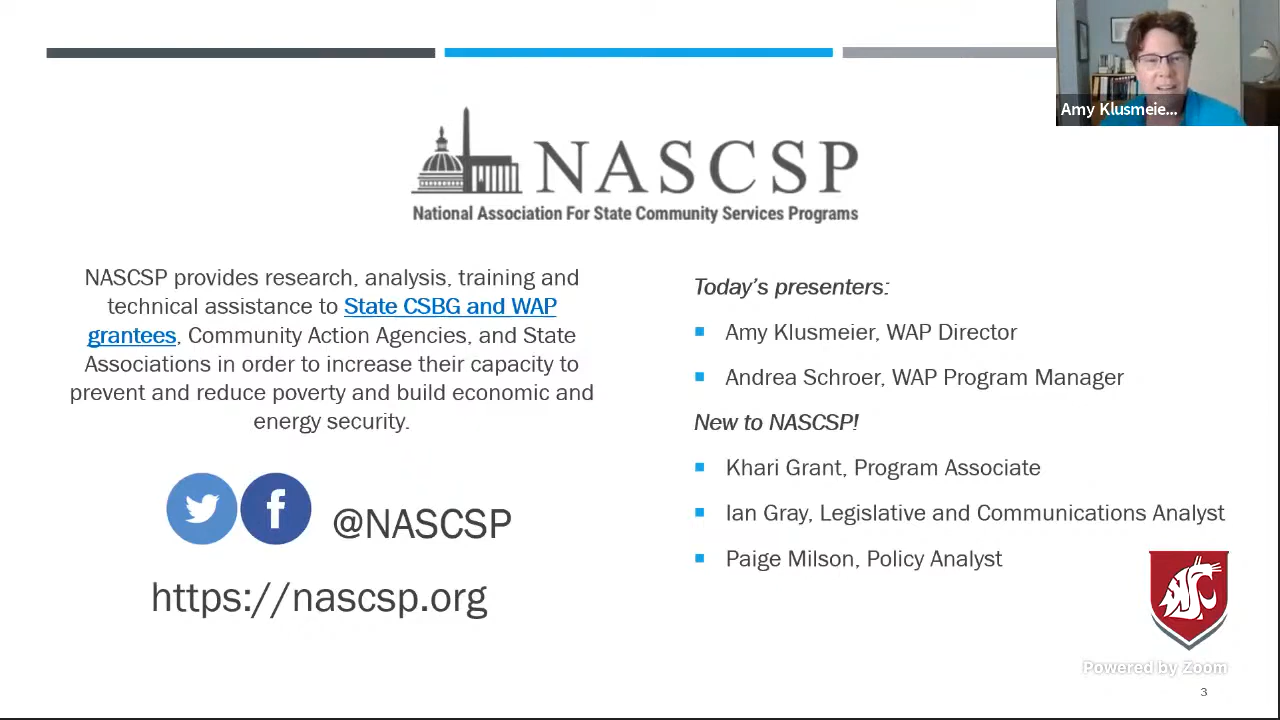 Amy Klusmeie...
NASCSP
National Association For State Community Services Programs
NASCSP provides research, analysis, training and
technical assistance to State CSBG and WAP
grantees, Community Action Agencies, and State
Associations in order to increase their capacity to
prevent and reduce poverty and build economic and
energy security.
@NASCSP
https://nascsp.org
Today's presenters:
Amy Klusmeier, WAP Director
Andrea Schroer, WAP Program Manager
New to NASCSP!
Khari Grant, Program Associate
Ian Gray, Legislative and Communications Analyst
Paige Milson, Policy Analyst
Powered by Zoom
3